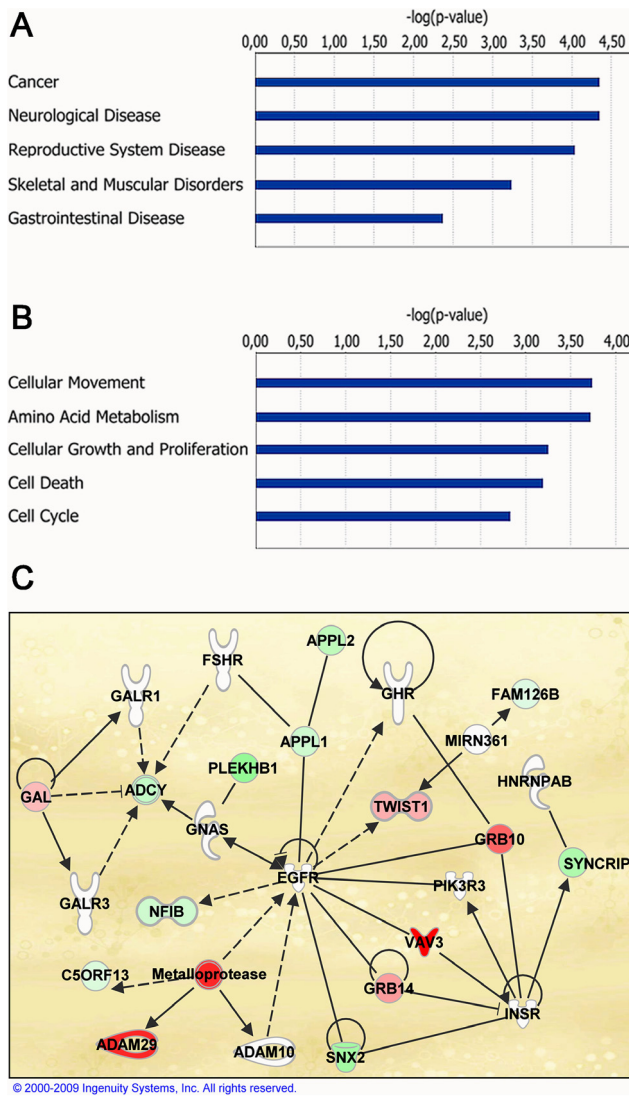 A
-log(p-value)
0,00 0,50 1,00 1,50 2,00 2,50 3,00 3,50 4,00 4,50
Cancer
Neurological Disease
Reproductive System Disease
Skeletal and Muscular Disorders
Gastrointestinal Disease
B
-log(p-value)
0,00 0,50 1,00 1,50 2,00 2,50 3,00 3,50 4,00
Cellular Movement
Amino Acid Metabolism
Cellular Growth and Proliferation
Cell Death
Cell Cycle
C
APPL2
FSHR
GALR1
GHR
FAM126B
APPL1
MIRN361
PLEKHB1
HNRNPAB
GAL
ADCY
TWIST1
GNAS
GRB10
SYNCRIP
EGFR
PIK3R3
GALR3
NFIB
VAV3
C5ORF13
Metalloprotease
GRB14
INSR
ADAM29
ADAM10
SNX2
© 2000-2009 Ingenuity Systems, Inc. All rights reserved.